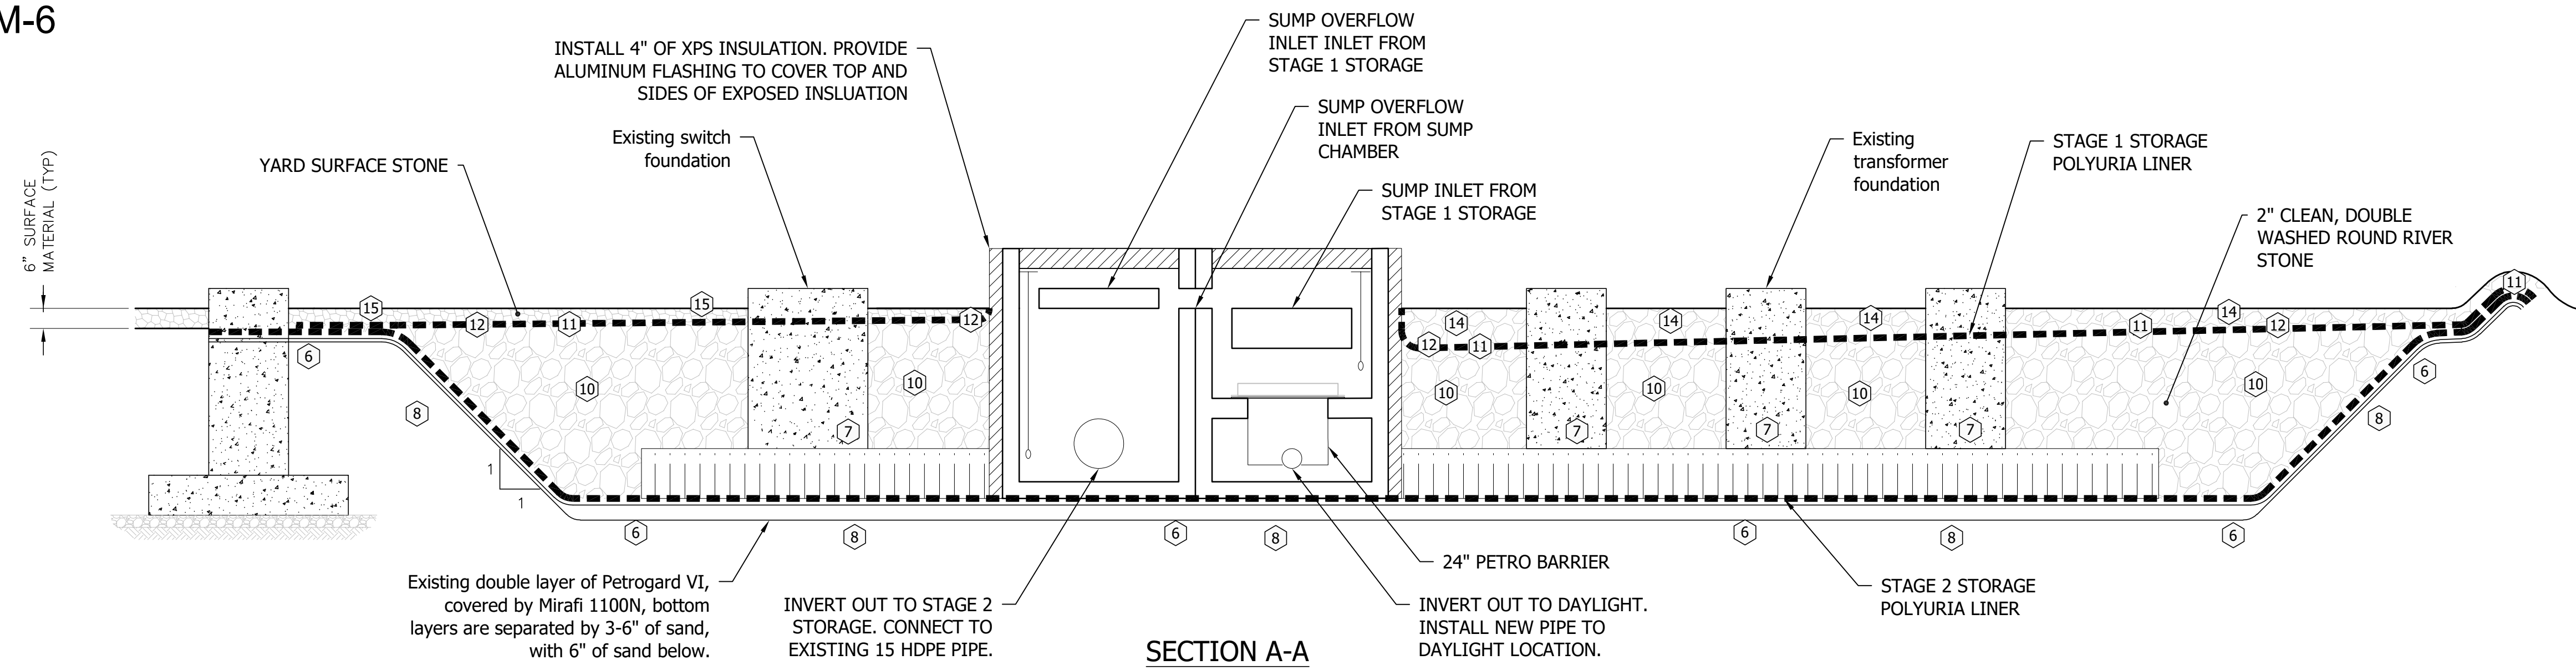 M-6
SUMP OVERFLOW
INLET INLET FROM
STAGE 1 STORAGE
INSTALL 4" OF XPS INSULATION. PROVIDE
ALUMINUM FLASHING TO COVER TOP AND
SIDES OF EXPOSED INSLUATION
SUMP OVERFLOW
INLET FROM SUMP
CHAMBER
Existing switch
foundation
Existing
transformer
foundation
STAGE 1 STORAGE
POLYURIA LINER
YARD SURFACE STONE
SUMP INLET FROM
STAGE 1 STORAGE
2" CLEAN, DOUBLE
WASHED ROUND RIVER
STONE
6" SURFACE
MATERIAL (TYP)
15
15
12
11
12
14
14
14
14
12
11
11
12
11
6
10
10
10
10
10
10
6
8
7
7
7
7
8
1
1
6
8
6
8
6
8
6
24" PETRO BARRIER
Existing double layer of Petrogard VI,
covered by Mirafi 1100N, bottom
layers are separated by 3-6" of sand,
with 6" of sand below.
INVERT OUT TO STAGE 2
STORAGE. CONNECT TO
EXISTING 15 HDPE PIPE.
INVERT OUT TO DAYLIGHT.
INSTALL NEW PIPE TO
DAYLIGHT LOCATION.
STAGE 2 STORAGE
POLYURIA LINER
SECTION A-A